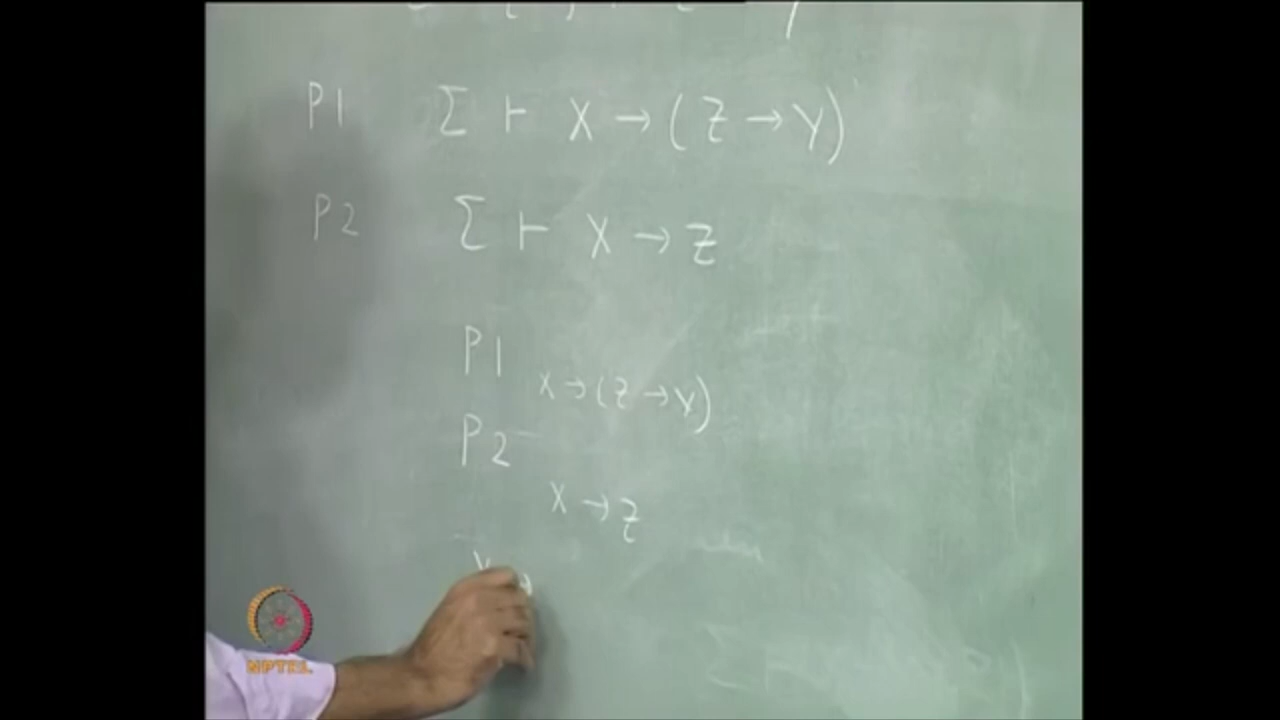 P1 Σ ⊢ X → (Z → Y)
P2 Σ ⊢ X → Z
P1
X → (Z → Y)
P2
X → Z
NPTEL